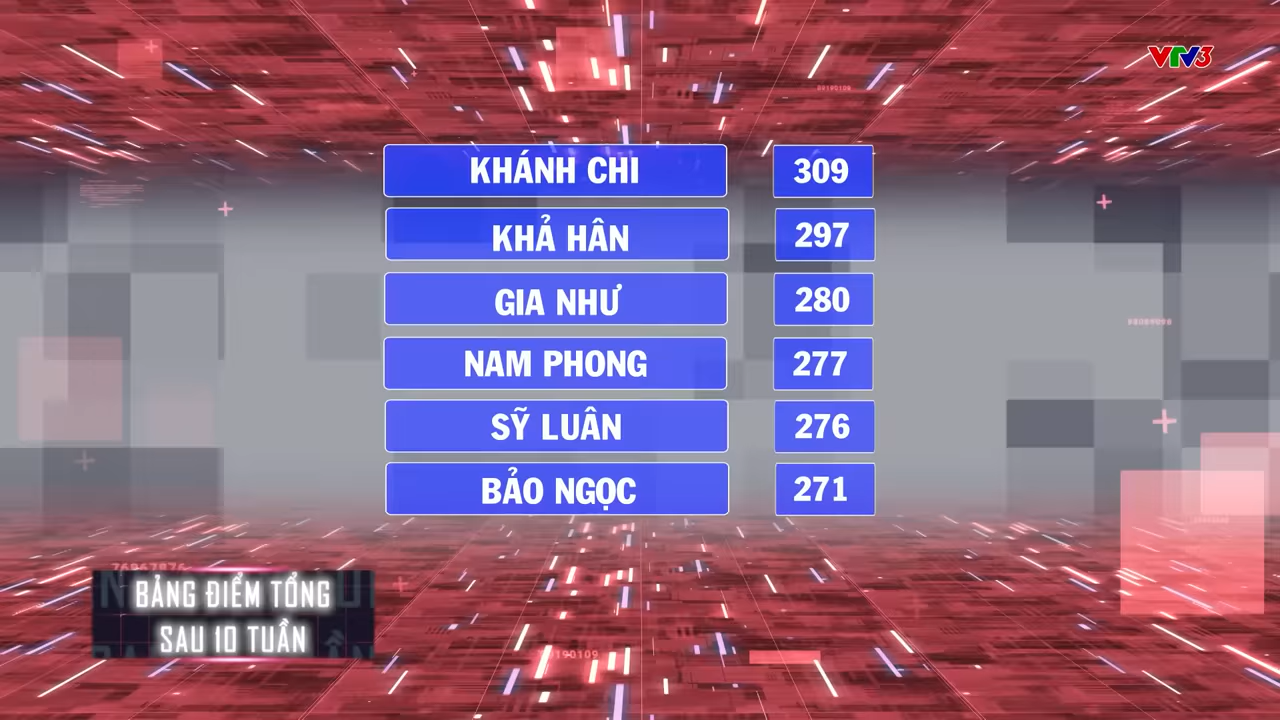 VTV3
KHÁNH CHI 309
KHẢ HÂN 297
GIA NHƯ 280
NAM PHONG 277
SỸ LUÂN 276
BẢO NGỌC 271
BẢNG ĐIỂM TỔNG
SAU 10 TUẦN